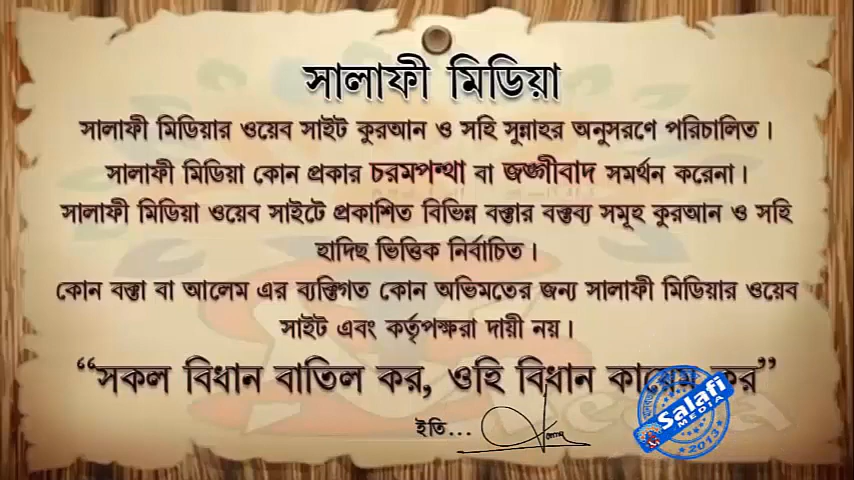 সালাফী মিডিয়া
সালাফী মিডিয়ার ওয়েব সাইট কুরআন ও সহি সুন্নাহর অনুসরণে পরিচালিত।
সালাফী মিডিয়া কোন প্রকার চরমপন্থা বা জঙ্গীবাদ সমর্থন করেনা।
সালাফী মিডিয়া ওয়েব সাইটে প্রকাশিত বিভিন্ন বক্তার বক্তব্য সমূহ কুরআন ও সহি
হাদিছ ভিত্তিক নির্বাচিত।
কোন বক্তা বা আলেম এর ব্যক্তিগত কোন অভিমতের জন্য সালাফী মিডিয়ার ওয়েব
সাইট এবং কর্তৃপক্ষরা দায়ী নয়।
“সকল বিধান বাতিল কর, ওহি বিধান কায়েম কর”
ইতি...
Salafi
MEDIA
2013